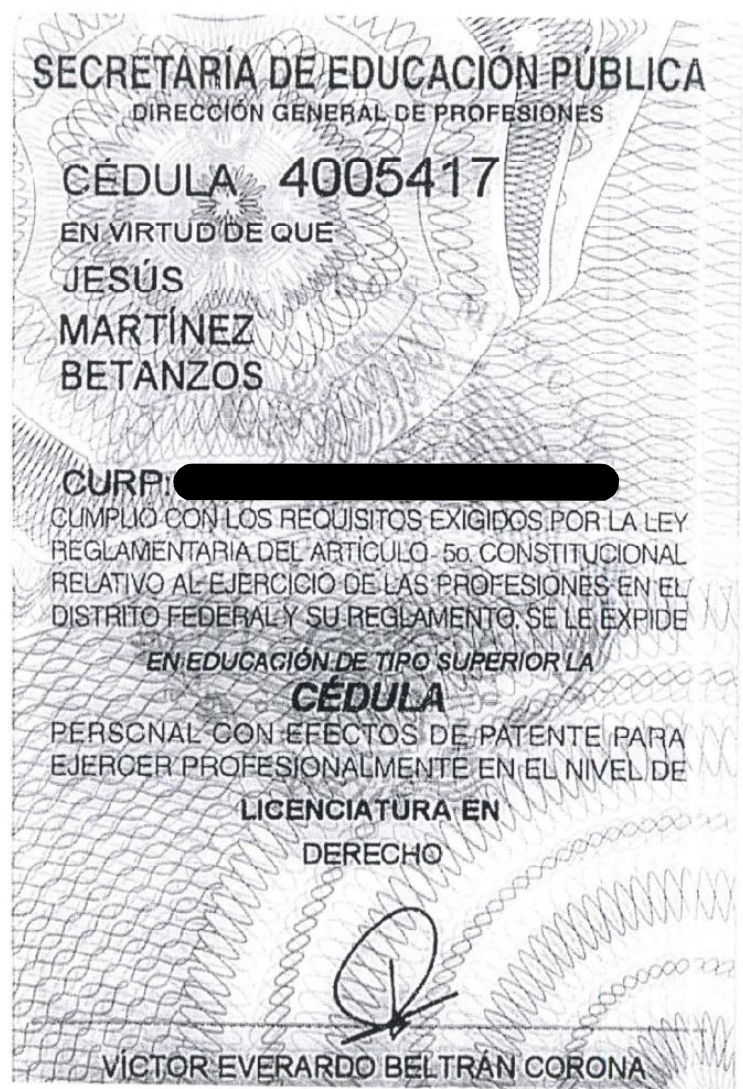 SECRETARÍA DE EDUCACIÓN PÚBLICA
DIRECCIÓN GENERAL DE PROFESIONES
CÉDULA 4005417
EN VIRTUD DE QUE
JESÚS
MARTÍNEZ
BETANZOS
CURP:
CUMPLIÓ CON LOS REQUISITOS EXIGIDOS POR LA LEY
REGLAMENTARIA DEL ARTÍCULO 5o. CONSTITUCIONAL
RELATIVO AL EJERCICIO DE LAS PROFESIONES EN EL
DISTRITO FEDERAL Y SU REGLAMENTO, SE LE EXPIDE
EN EDUCACIÓN DE TIPO SUPERIOR LA
CÉDULA
PERSONAL CON EFECTOS DE PATENTE PARA
EJERCER PROFESIONALMENTE EN EL NIVEL DE
LICENCIATURA EN
DERECHO
VÍCTOR EVERARDO BELTRÁN CORONA